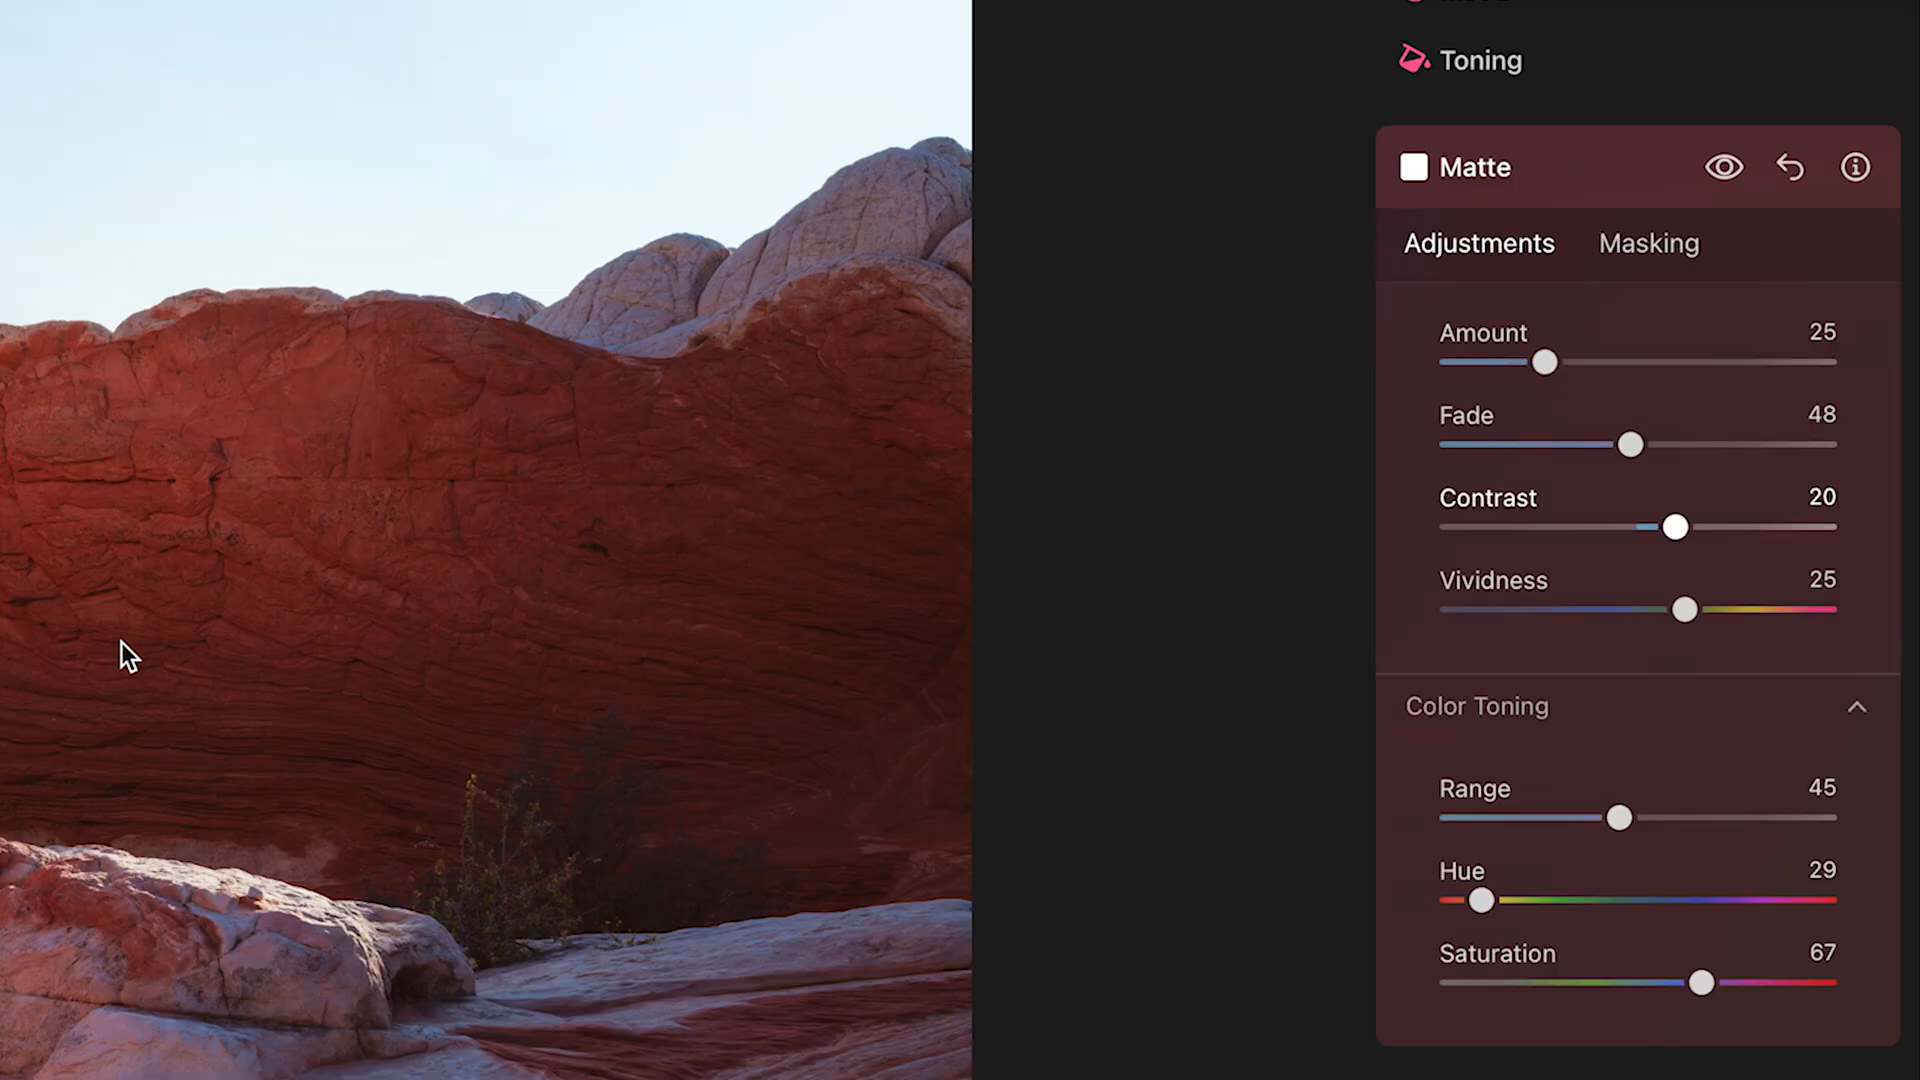 Toning
Matte
Adjustments Masking
Amount 25
Fade 48
Contrast 20
Vividness 25
Color Toning
Range 45
Hue 29
Saturation 67